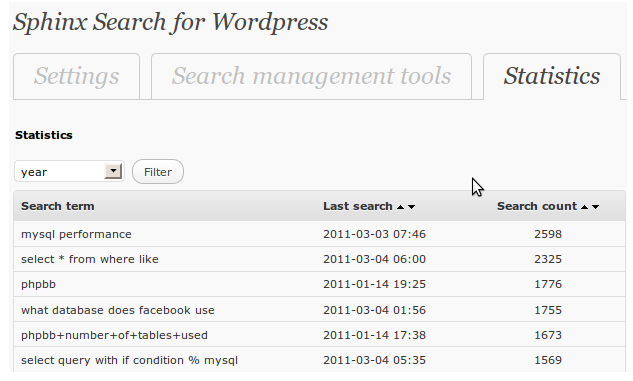 Sphinx Search for Wordpress
Settings Search management tools Statistics
Statistics
year Filter
Search term Last search Search count
mysql performance 2011-03-03 07:46 2598
select * from where like 2011-03-04 06:00 2325
phpbb 2011-01-14 19:25 1776
what database does facebook use 2011-03-04 01:56 1755
phpbb+number+of+tables+used 2011-01-14 17:38 1673
select query with if condition % mysql 2011-03-04 05:35 1569